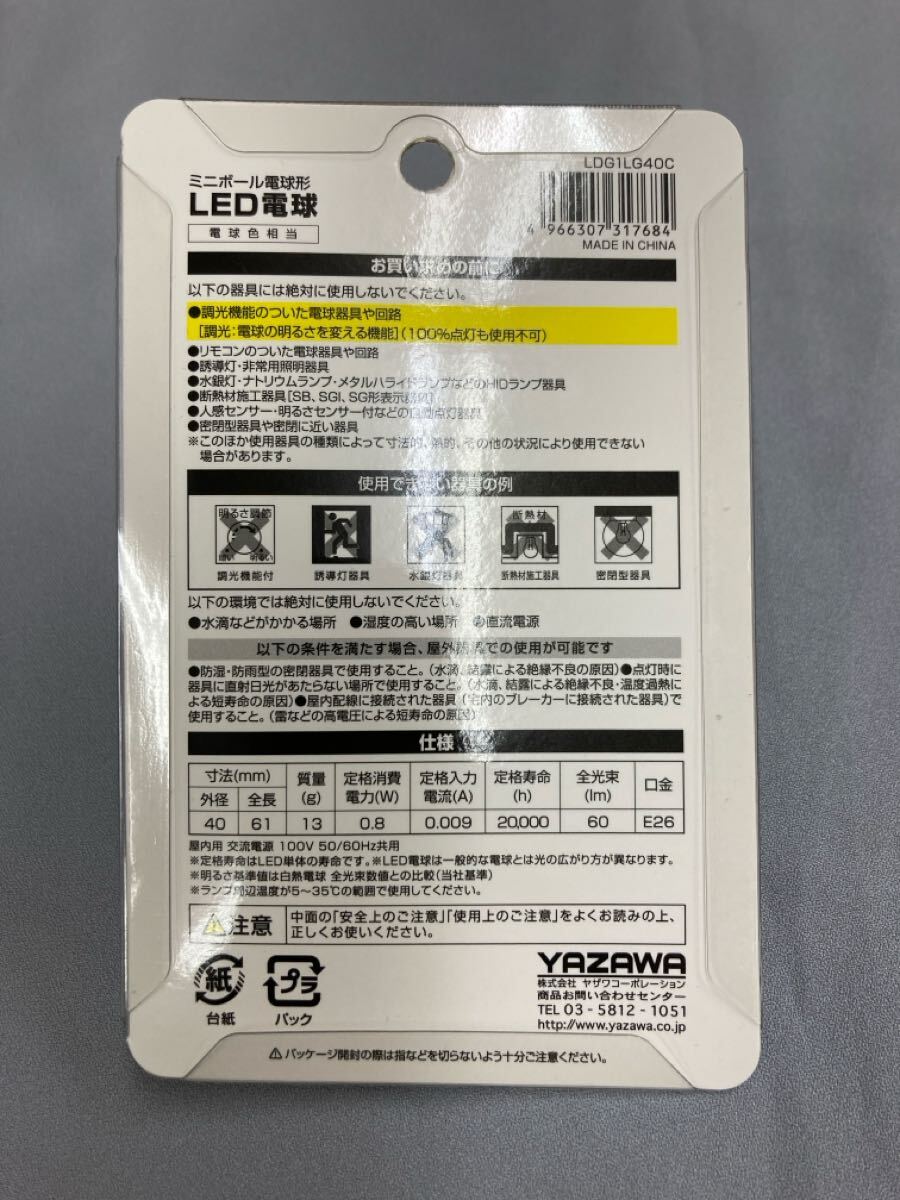 LDG1LG40C
ミニボール電球形
LED電球
電球色相当
4 966307 317684
MADE IN CHINA
お買い求めの前に
以下の器具には絶対に使用しないでください。
●調光機能のついた電球器具や回路
[調光:電球の明るさを変える機能](100%点灯も使用不可)
●リモコンのついた電球器具や回路
●誘導灯・非常用照明器具
●水銀灯・ナトリウムランプ・メタルハライドランプなどのHIDランプ器具
●断熱材施工器具[SB、SGI、SG形表示器具]
●人感センサー・明るさセンサー付などの自動点灯器具
●密閉型器具や密閉に近い器具
※このほか使用器具の種類によって寸法的、熱的、その他の状況により使用できない
場合があります。
使用できない器具の例
明るさ調節
暗い 明るい
断熱材
調光機能付 誘導灯器具 水銀灯器具 断熱材施工器具 密閉型器具
以下の環境では絶対に使用しないでください。
●水滴などがかかる場所 ●湿度の高い場所 ●直流電源
以下の条件を満たす場合、屋外器具での使用が可能です
●防湿・防雨型の密閉器具で使用すること。(水滴、結露による絶縁不良の原因)●点灯時に
器具に直射日光があたらない場所で使用すること。(水滴、結露による絶縁不良・温度過熱に
よる短寿命の原因)●屋内配線に接続された器具(宅内のブレーカーに接続された器具)で
使用すること。(雷などの高電圧による短寿命の原因)
仕様
寸法(mm) 質量(g) 定格消費電力(W) 定格入力電流(A) 定格寿命(h) 全光束(lm) 口金
外径 全長
40 61 13 0.8 0.009 20,000 60 E26
屋内用 交流電源 100V 50/60Hz共用
※定格寿命はLED単体の寿命です。※LED電球は一般的な電球とは光の広がり方が異なります。
※明るさ基準値は白熱電球 全光束数値との比較(当社基準)
※ランプ周辺温度が5～35℃の範囲で使用してください。
⚠注意
中面の「安全上のご注意」「使用上のご注意」をよくお読みの上、
正しくお使いください。
紙
台紙
プラ
パック
YAZAWA
株式会社 ヤザワコーポレーション
商品お問い合わせセンター
TEL 03-5812-1051
http://www.yazawa.co.jp
⚠パッケージ開封の際は指などを切らないよう十分ご注意ください。